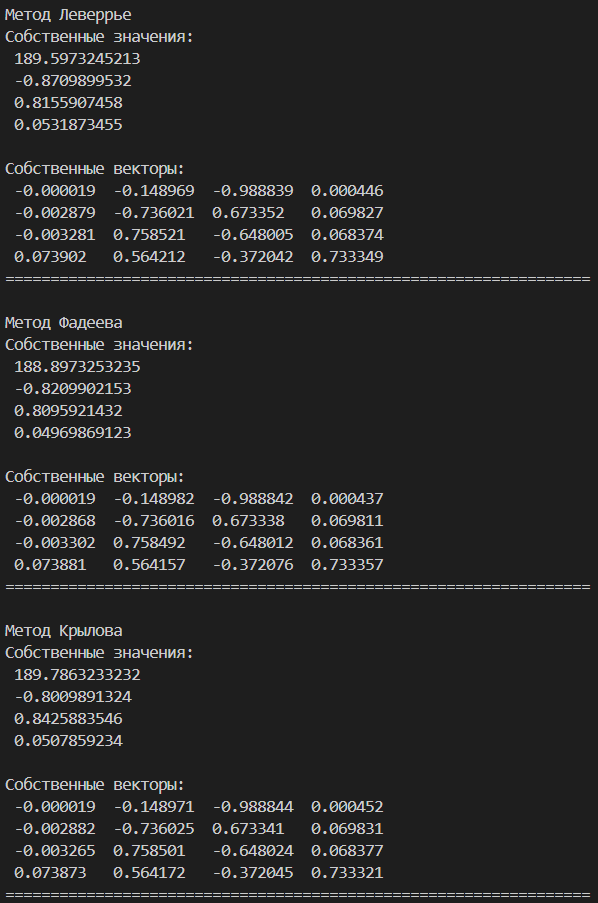 Метод Леверрье
Собственные значения:
189.5973245213
-0.8709899532
0.8155907458
0.0531873455
Собственные векторы:
-0.000019 -0.148969 -0.988839 0.000446
-0.002879 -0.736021 0.673352 0.069827
-0.003281 0.758521 -0.648005 0.068374
0.073902 0.564212 -0.372042 0.733349
=================================================================
Метод Фадеева
Собственные значения:
188.8973253235
-0.8209902153
0.8095921432
0.04969869123
Собственные векторы:
-0.000019 -0.148982 -0.988842 0.000437
-0.002868 -0.736016 0.673338 0.069811
-0.003302 0.758492 -0.648012 0.068361
0.073881 0.564157 -0.372076 0.733357
=================================================================
Метод Крылова
Собственные значения:
189.7863233232
-0.8009891324
0.8425883546
0.0507859234
Собственные векторы:
-0.000019 -0.148971 -0.988844 0.000452
-0.002882 -0.736025 0.673341 0.069831
-0.003265 0.758501 -0.648024 0.068377
0.073873 0.564172 -0.372045 0.733321
=================================================================